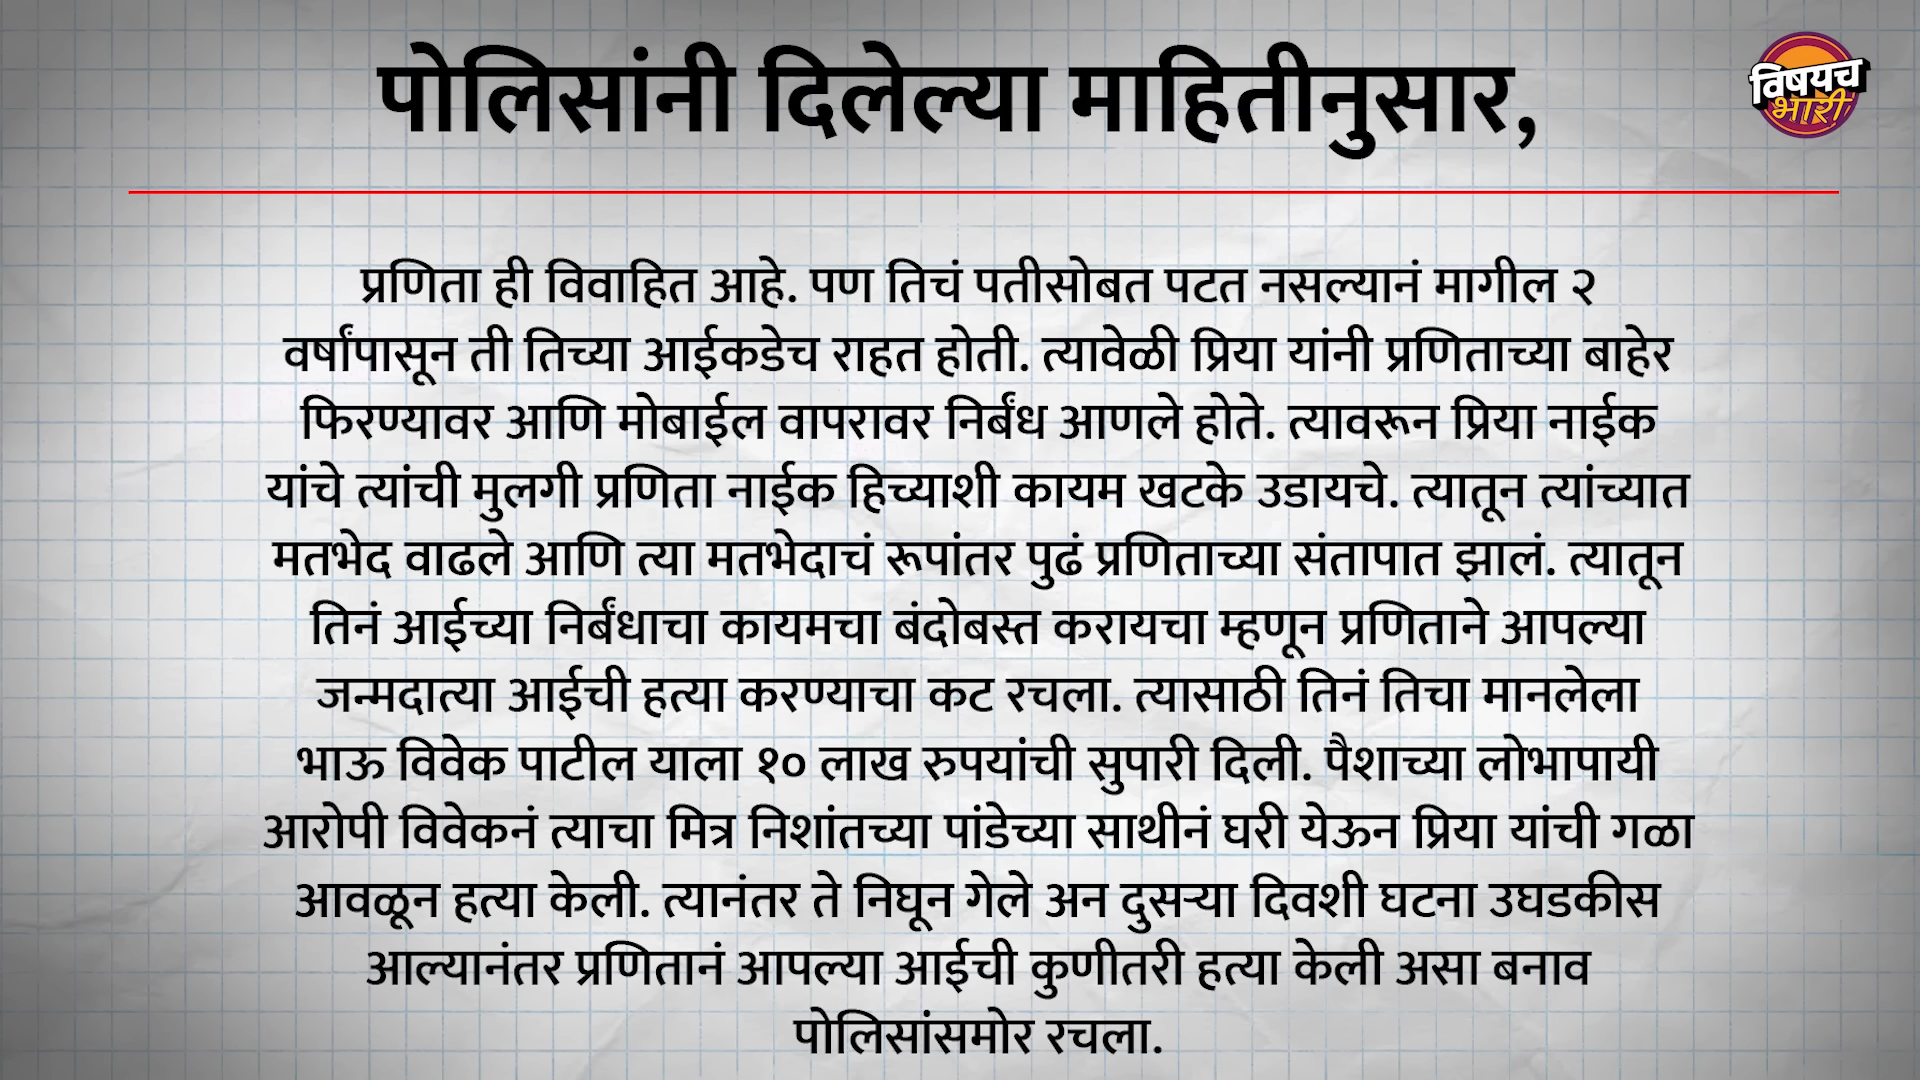 पोलिसांनी दिलेल्या माहितीनुसार,
विषयच
भारी
प्रणिता ही विवाहित आहे. पण तिचं पतीसोबत पटत नसल्यानं मागील २
वर्षांपासून ती तिच्या आईकडेच राहत होती. त्यावेळी प्रिया यांनी प्रणिताच्या बाहेर
फिरण्यावर आणि मोबाईल वापरावर निर्बंध आणले होते. त्यावरून प्रिया नाईक
यांचे त्यांची मुलगी प्रणिता नाईक हिच्याशी कायम खटके उडायचे. त्यातून त्यांच्यात
मतभेद वाढले आणि त्या मतभेदाचं रूपांतर पुढं प्रणिताच्या संतापात झालं. त्यातून
तिनं आईच्या निर्बंधाचा कायमचा बंदोबस्त करायचा म्हणून प्रणिताने आपल्या
जन्मदात्या आईची हत्या करण्याचा कट रचला. त्यासाठी तिनं तिचा मानलेला
भाऊ विवेक पाटील याला १० लाख रुपयांची सुपारी दिली. पैशाच्या लोभापायी
आरोपी विवेकनं त्याचा मित्र निशांतच्या पांडेच्या साथीनं घरी येऊन प्रिया यांची गळा
आवळून हत्या केली. त्यानंतर ते निघून गेले अन दुसऱ्या दिवशी घटना उघडकीस
आल्यानंतर प्रणितानं आपल्या आईची कुणीतरी हत्या केली असा बनाव
पोलिसांसमोर रचला.